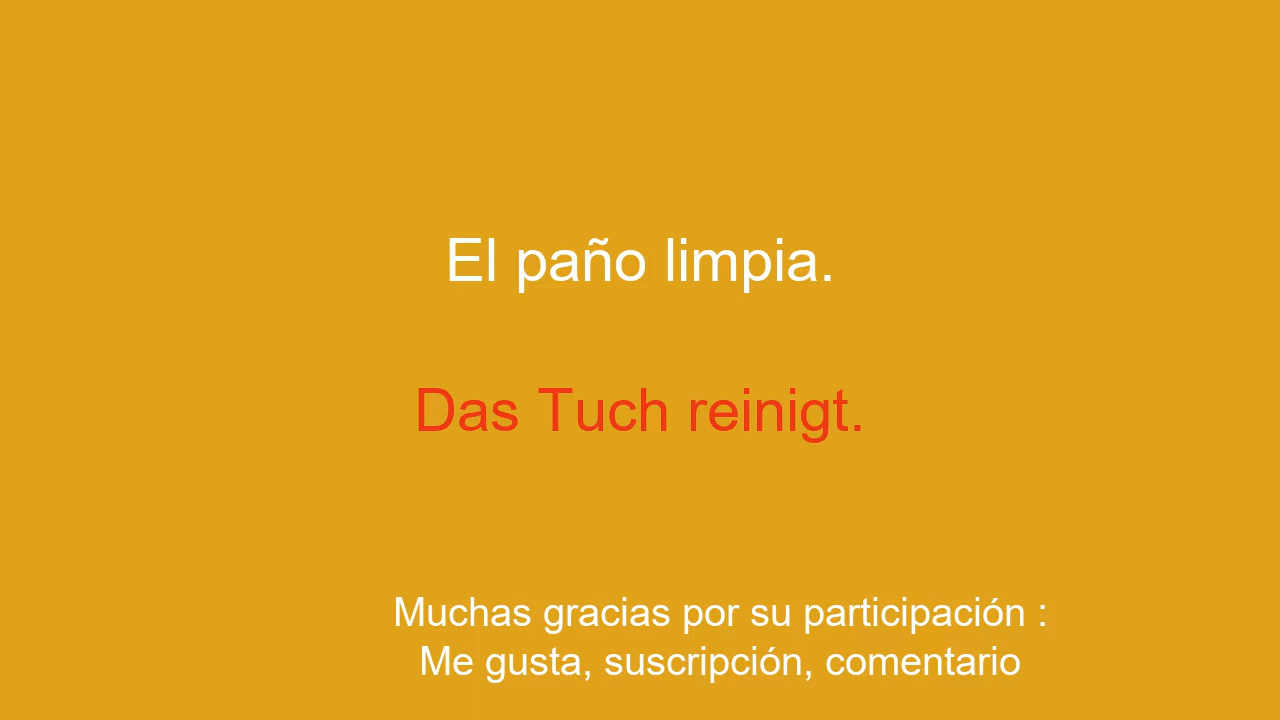 El paño limpia.
Das Tuch reinigt.
Muchas gracias por su participación :
Me gusta, suscripción, comentario